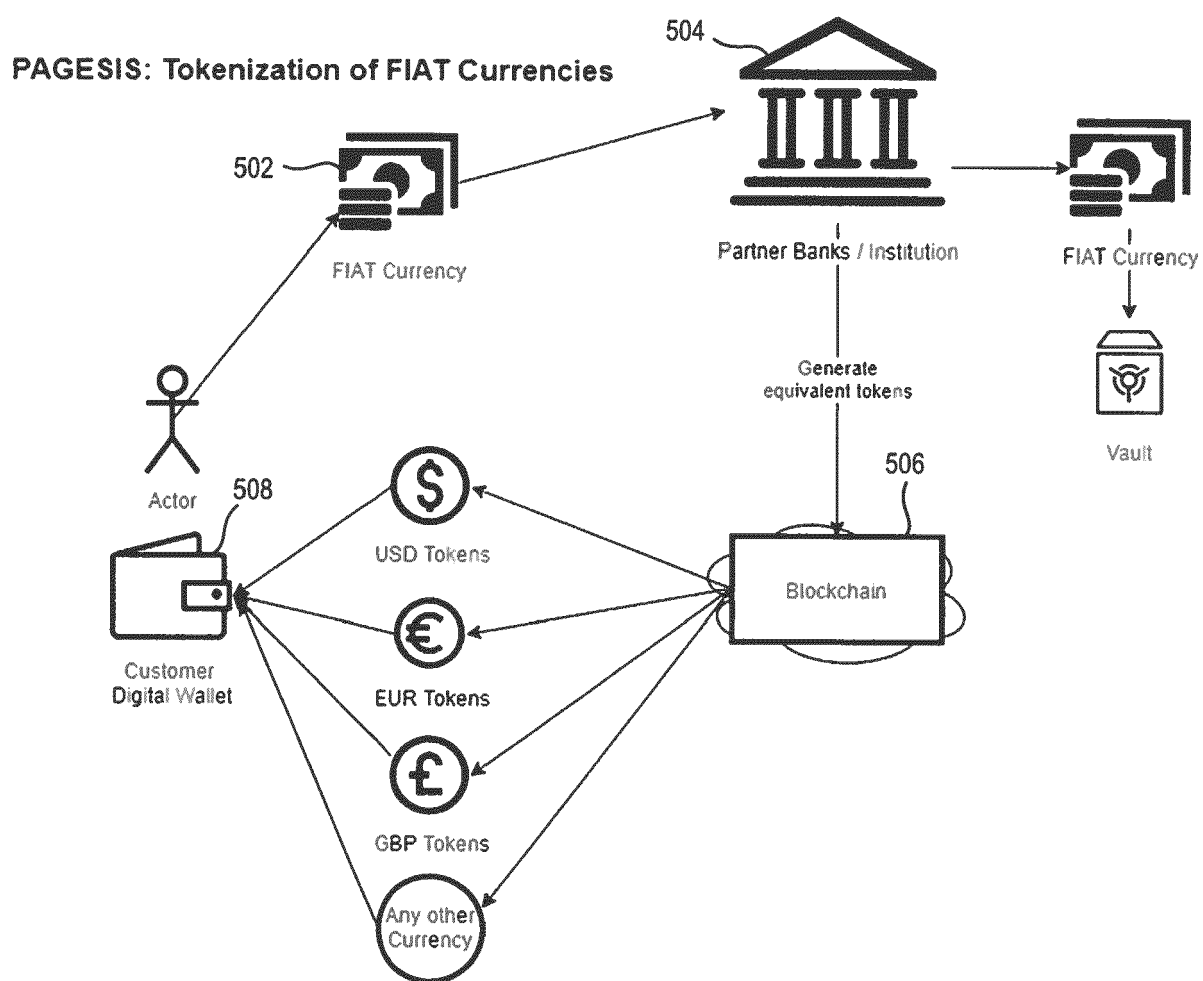 504
PAGESIS: Tokenization of FIAT Currencies
502
FIAT Currency
Partner Banks / Institution
FIAT Currency
Generate
equivalent tokens
Vault
Actor
508
506
$
USD Tokens
Blockchain
€
Customer
Digital Wallet
EUR Tokens
£
GBP Tokens
Any other
Currency